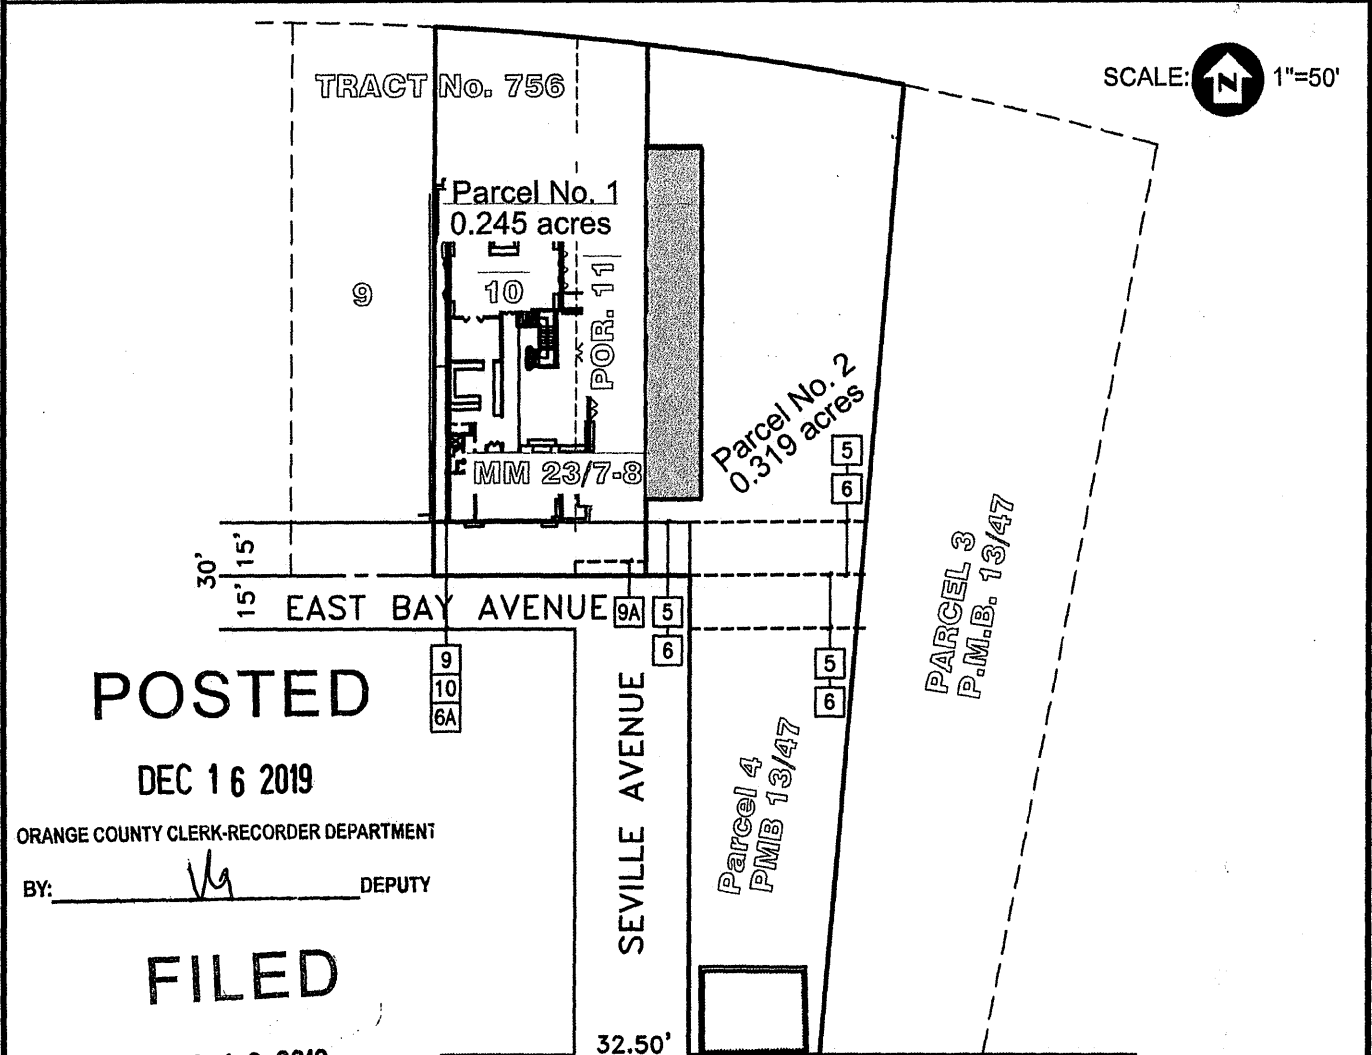 TRACT No. 756
SCALE: N 1"=50'
Parcel No. 1
0.245 acres
9
10
POR. 11
MM 23/7-8
Parcel No. 2
0.319 acres
5
6
PARCEL 3
P.M.B. 13/47
30'
15'
15'
EAST BAY AVENUE
9A
5
6
9
10
6A
5
6
POSTED
DEC 16 2019
ORANGE COUNTY CLERK-RECORDER DEPARTMENT
BY: DEPUTY
SEVILLE AVENUE
Parcel 4
PMB 13/47
FILED
32.50'